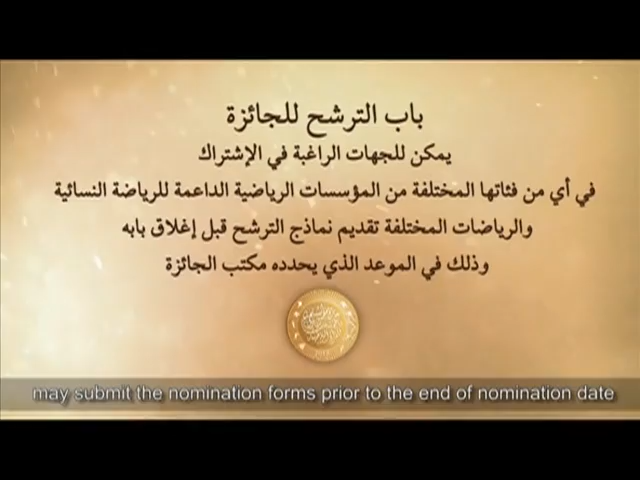 باب الترشح للجائزة
يمكن للجهات الراغبة في الإشتراك
في أي من فئاتها المختلفة من المؤسسات الرياضية الداعمة للرياضة النسائية
والرياضات المختلفة تقديم نماذج الترشح قبل إغلاق بابه
وذلك في الموعد الذي يحدده مكتب الجائزة
may submit the nomination forms prior to the end of nomination date